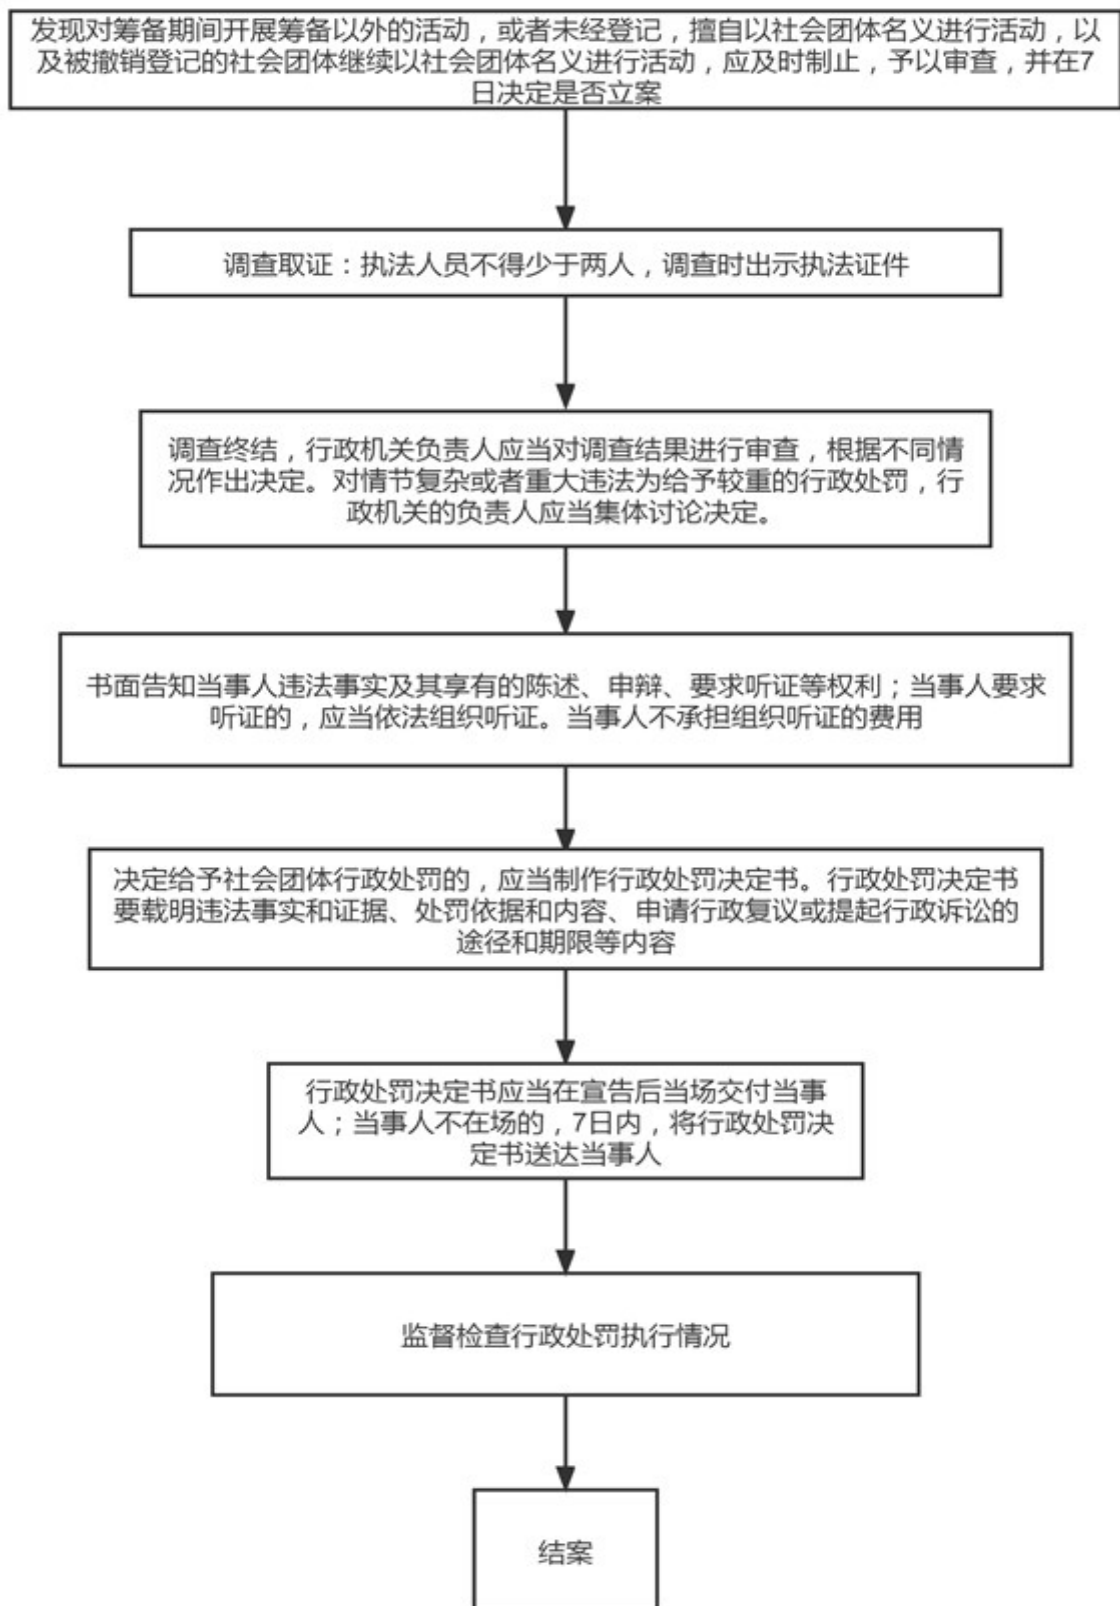 发现对筹备期间开展筹备以外的活动，或者未经登记，擅自以社会团体名义进行活动，以
及被撤销登记的社会团体继续以社会团体名义进行活动，应及时制止，予以审查，并在7
日决定是否立案
调查取证：执法人员不得少于两人，调查时出示执法证件
调查终结，行政机关负责人应当对调查结果进行审查，根据不同情
况作出决定。对情节复杂或者重大违法为给予较重的行政处罚，行
政机关的负责人应当集体讨论决定。
书面告知当事人违法事实及其享有的陈述、申辩、要求听证等权利；当事人要求
听证的，应当依法组织听证。当事人不承担组织听证的费用
决定给予社会团体行政处罚的，应当制作行政处罚决定书。行政处罚决定书
要载明违法事实和证据、处罚依据和内容、申请行政复议或提起行政诉讼的
途径和期限等内容
行政处罚决定书应当在宣告后当场交付当事
人；当事人不在场的，7日内，将行政处罚决
定书送达当事人
监督检查行政处罚执行情况
结案